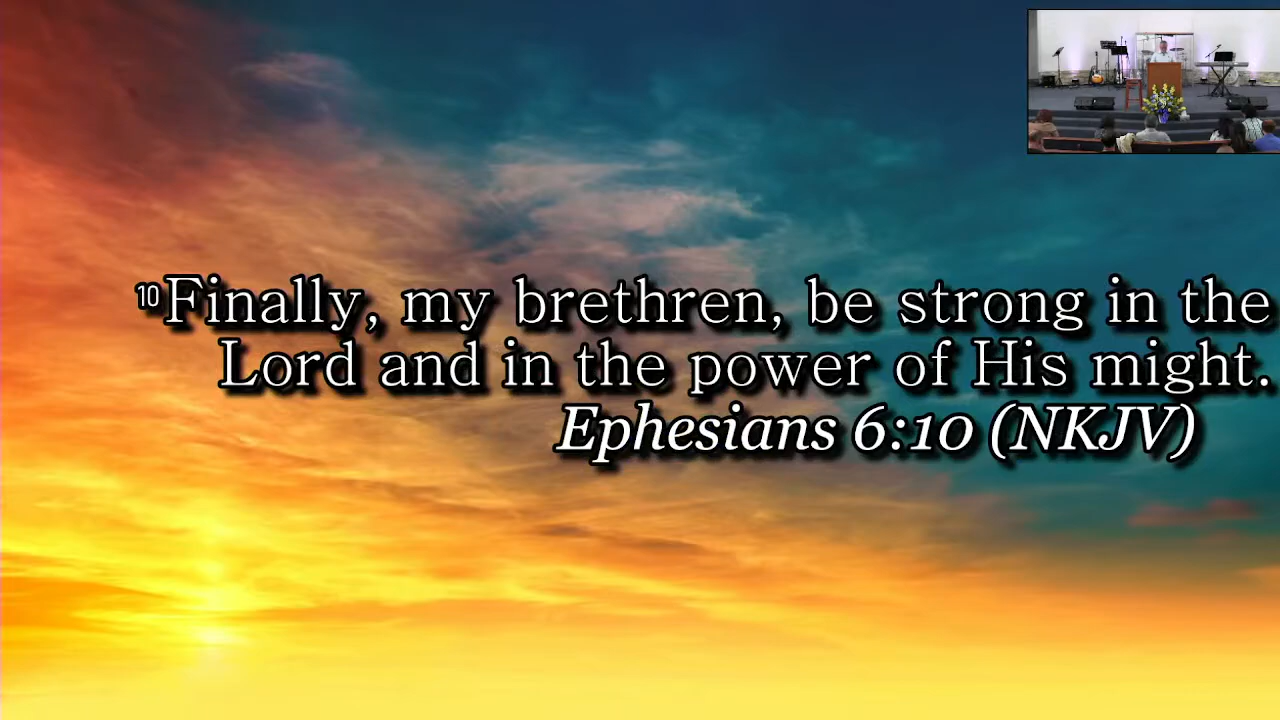 10Finally, my brethren, be strong in the
Lord and in the power of His might.
Ephesians 6:10 (NKJV)